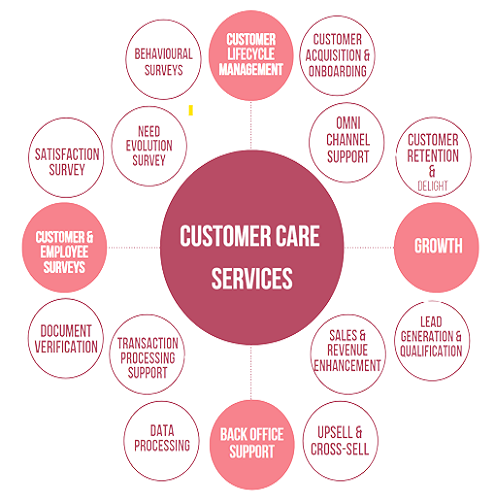 BEHAVIOURAL
SURVEYS
CUSTOMER
LIFECYCLE
MANAGEMENT
CUSTOMER
ACQUISITION &
ONBOARDING
NEED
EVOLUTION
SURVEY
OMNI
CHANNEL
SUPPORT
SATISFACTION
SURVEY
CUSTOMER
RETENTION
&
DELIGHT
CUSTOMER &
EMPLOYEE
SURVEYS
CUSTOMER CARE
SERVICES
GROWTH
DOCUMENT
VERIFICATION
TRANSACTION
PROCESSING
SUPPORT
SALES &
REVENUE
ENHANCEMENT
LEAD
GENERATION &
QUALIFICATION
DATA
PROCESSING
BACK OFFICE
SUPPORT
UPSELL &
CROSS-SELL